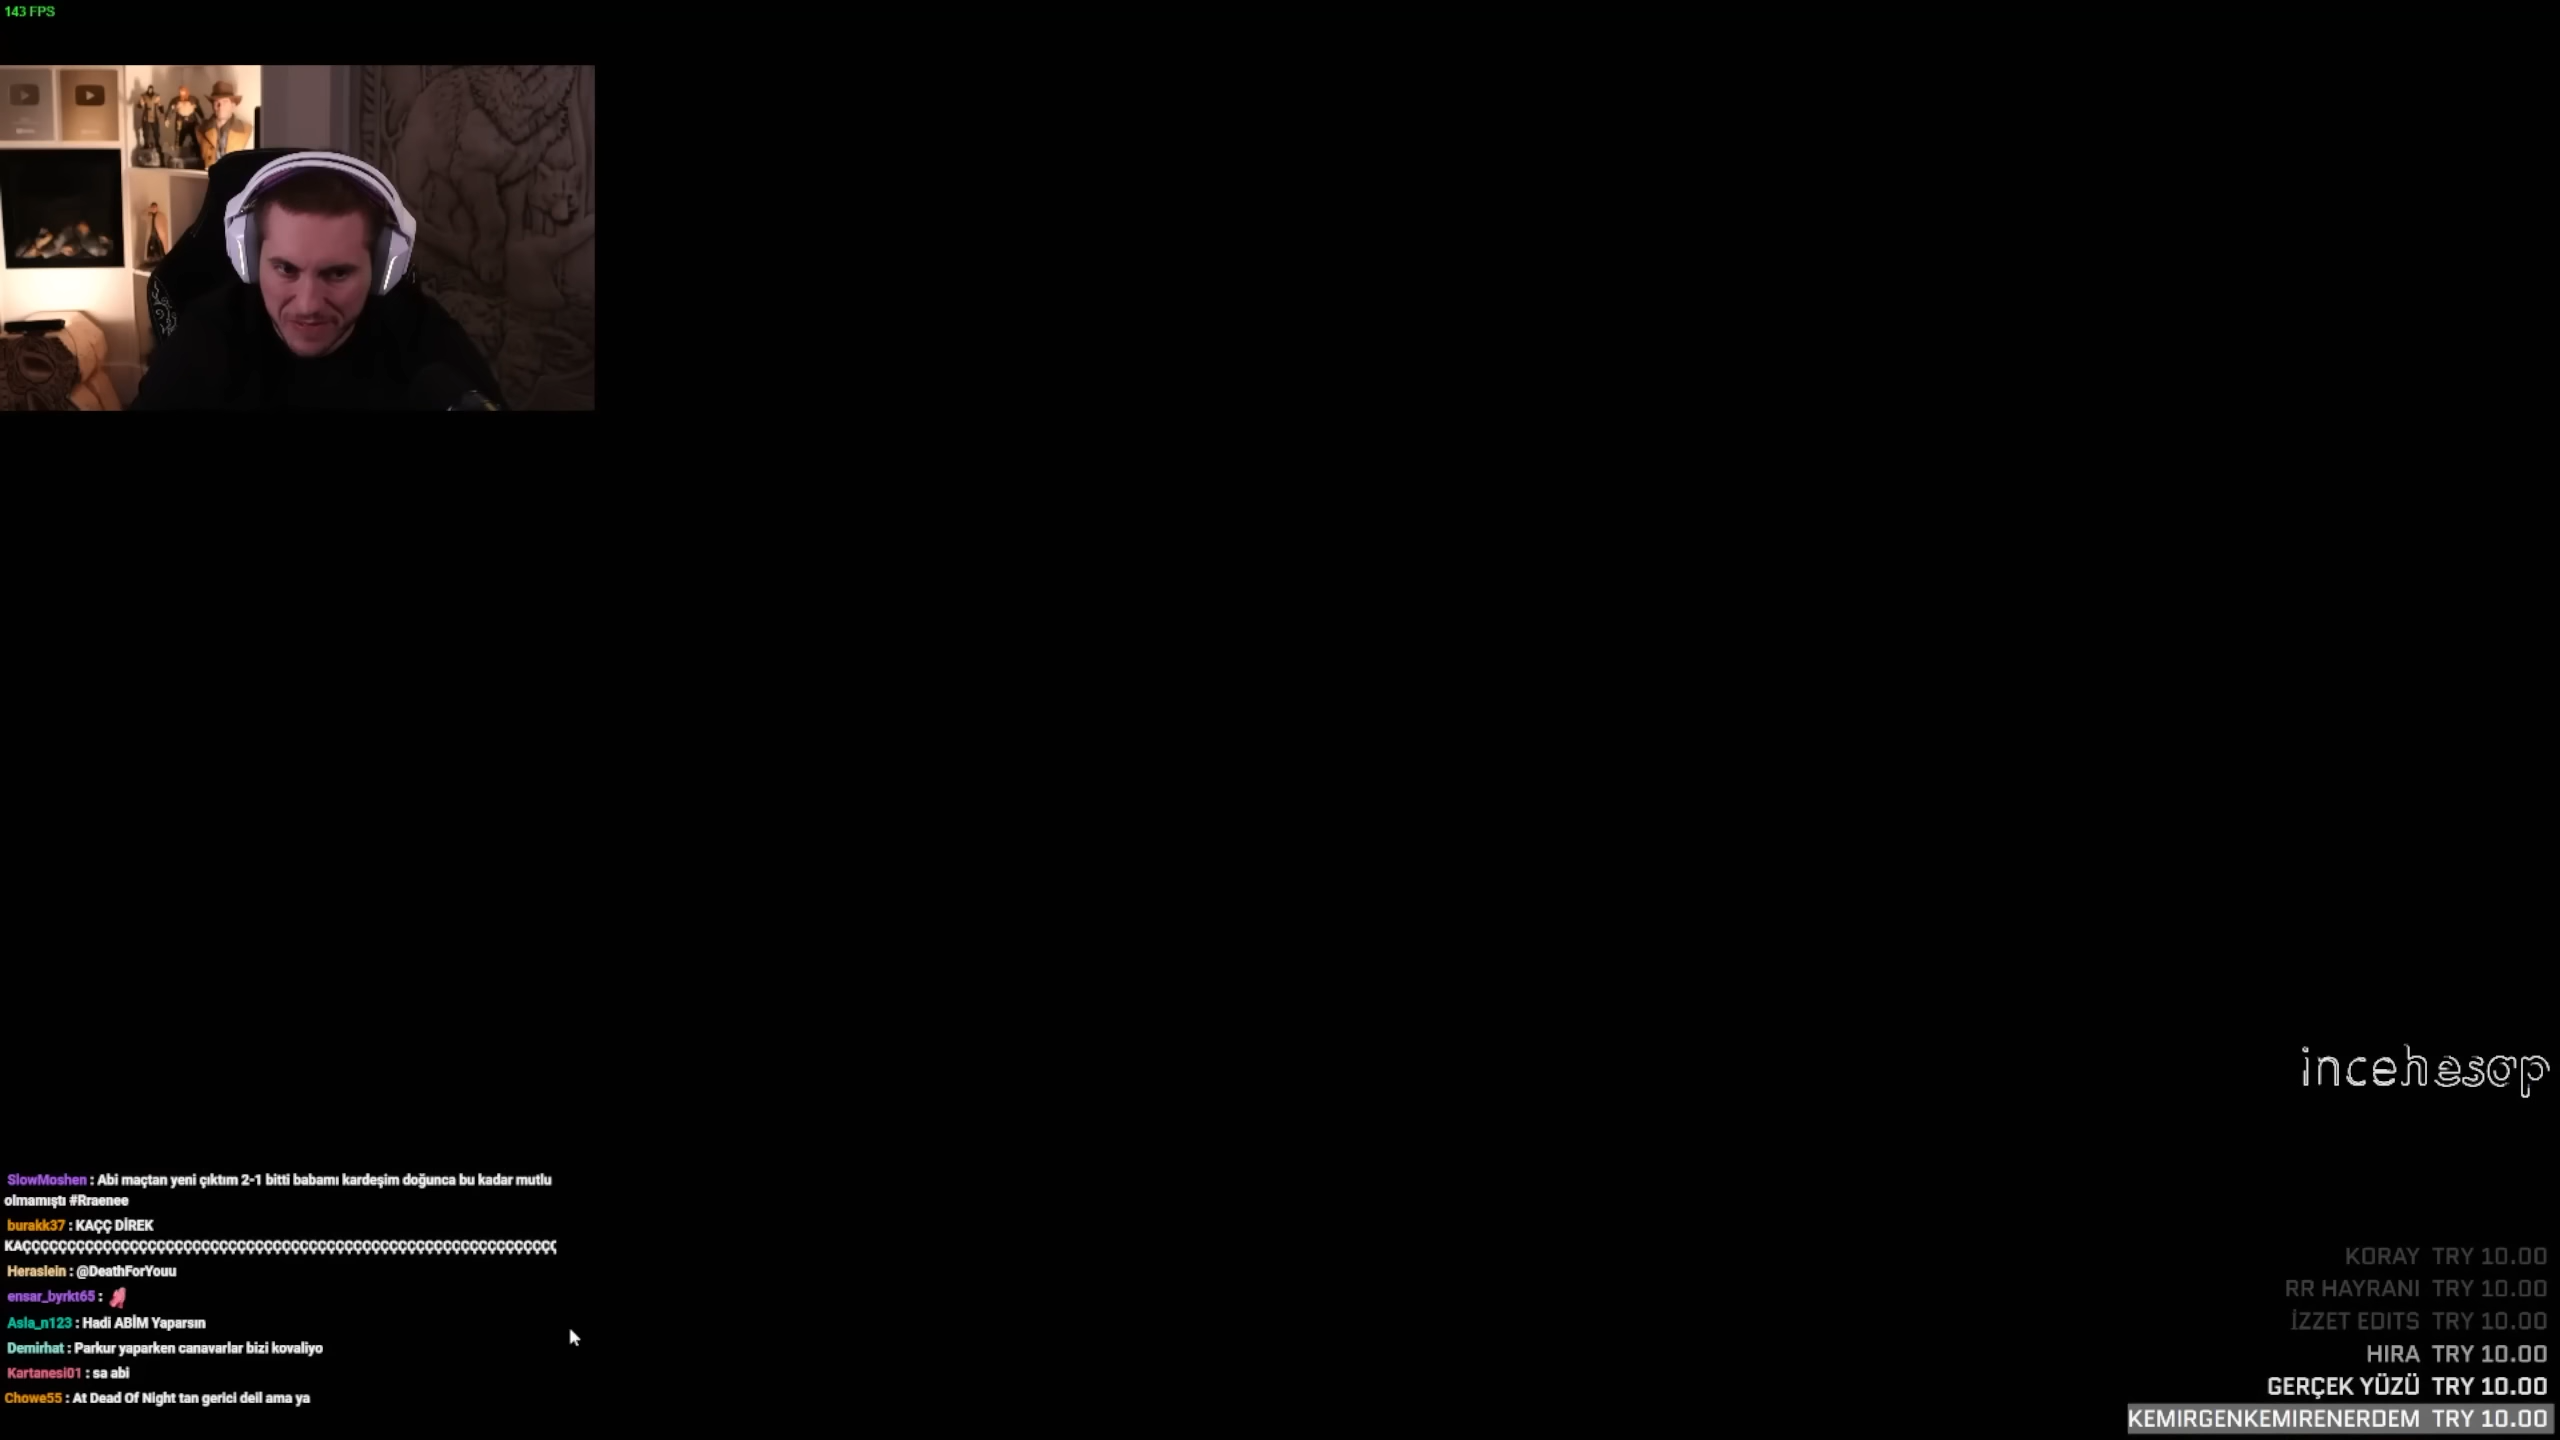 143 FPS
incehesap
SlowMoshen : Abi maçtan yeni çıktım 2-1 bitti babamı kardeşim doğunca bu kadar mutlu
olmamıştı #Rraenee
burakk37 : KAÇÇ DİREK
KAÇÇÇÇÇÇÇÇÇÇÇÇÇÇÇÇÇÇÇÇÇÇÇÇÇÇÇÇÇÇÇÇÇÇÇÇÇÇÇÇÇÇÇÇÇÇÇÇÇÇÇÇÇÇÇÇÇÇÇÇ
Heraslein : @DeathForYouu
ensar_byrkt65 :
Asla_n123 : Hadi ABİM Yaparsın
Demirhat : Parkur yaparken canavarlar bizi kovaliyo
Kartanesi01 : sa abi
Chowe55 : At Dead Of Night tan gerici deil ama ya
KORAY TRY 10.00
RR HAYRANI TRY 10.00
İZZET EDITS TRY 10.00
HIRA TRY 10.00
GERÇEK YÜZÜ TRY 10.00
KEMIRGENKEMIRENERDEM TRY 10.00